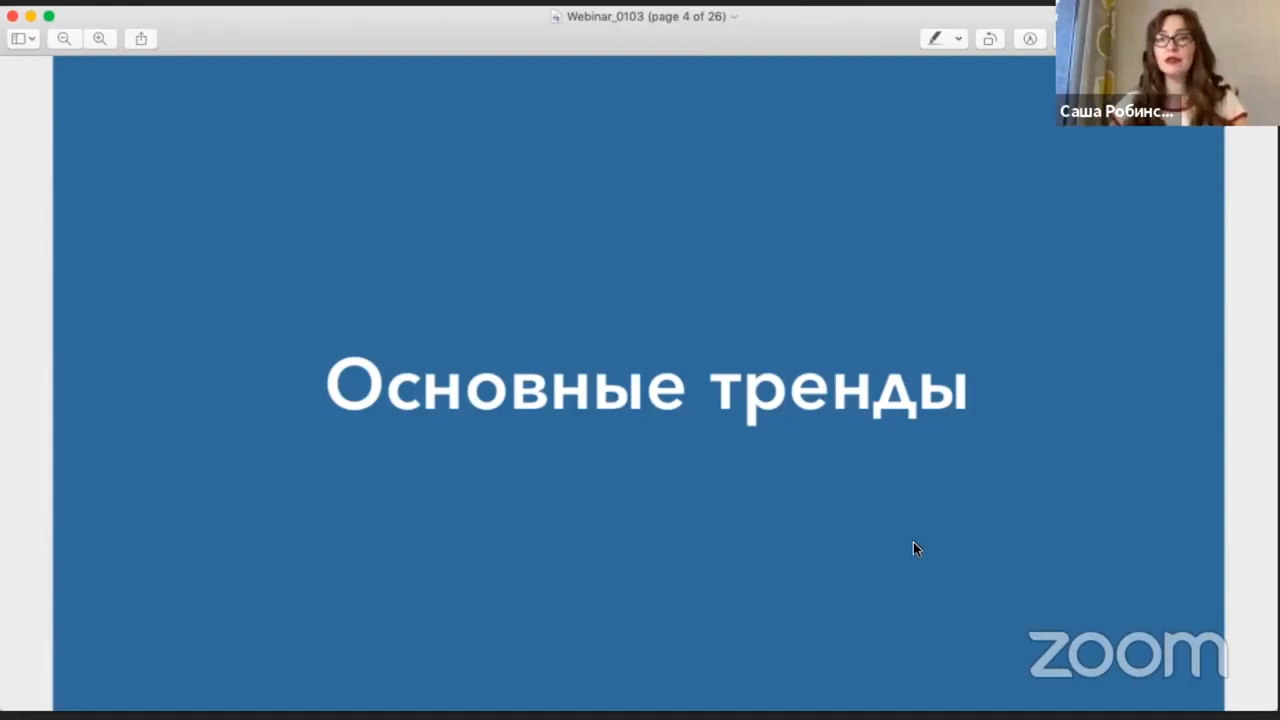 Webinar_0103 (page 4 of 26)
Саша Робинс...
Основные тренды
zoom